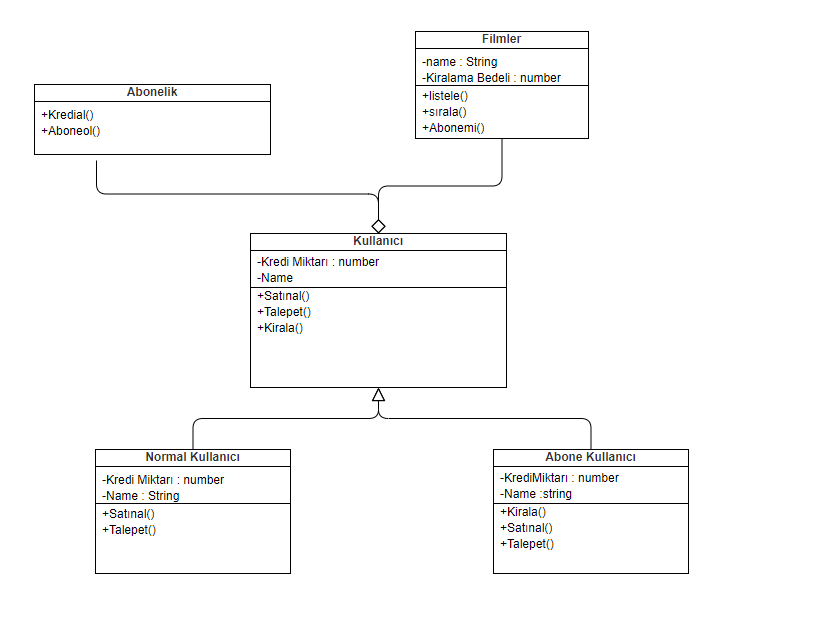 Filmler
-name : String
-Kiralama Bedeli : number
+listele()
+sırala()
+Abonemi()
Abonelik
+Kredial()
+Aboneol()
Kullanıcı
-Kredi Miktarı : number
-Name
+Satınal()
+Talepet()
+Kirala()
Normal Kullanıcı
-Kredi Miktarı : number
-Name : String
+Satınal()
+Talepet()
Abone Kullanıcı
-KrediMiktarı : number
-Name :string
+Kirala()
+Satınal()
+Talepet()